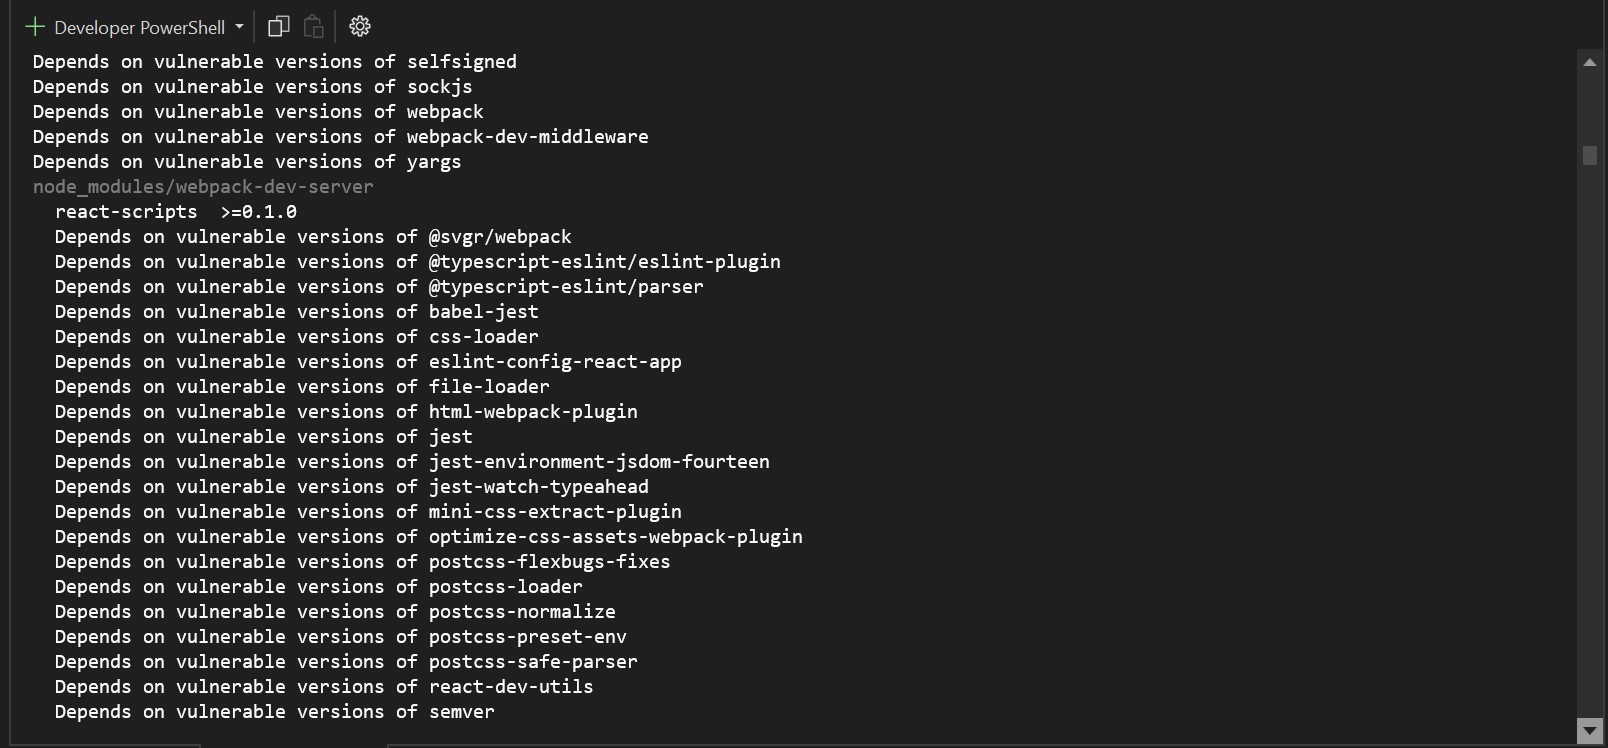 Developer PowerShell
Depends on vulnerable versions of selfsigned
Depends on vulnerable versions of sockjs
Depends on vulnerable versions of webpack
Depends on vulnerable versions of webpack-dev-middleware
Depends on vulnerable versions of yargs
node_modules/webpack-dev-server
  react-scripts  >=0.1.0
  Depends on vulnerable versions of @svgr/webpack
  Depends on vulnerable versions of @typescript-eslint/eslint-plugin
  Depends on vulnerable versions of @typescript-eslint/parser
  Depends on vulnerable versions of babel-jest
  Depends on vulnerable versions of css-loader
  Depends on vulnerable versions of eslint-config-react-app
  Depends on vulnerable versions of file-loader
  Depends on vulnerable versions of html-webpack-plugin
  Depends on vulnerable versions of jest
  Depends on vulnerable versions of jest-environment-jsdom-fourteen
  Depends on vulnerable versions of jest-watch-typeahead
  Depends on vulnerable versions of mini-css-extract-plugin
  Depends on vulnerable versions of optimize-css-assets-webpack-plugin
  Depends on vulnerable versions of postcss-flexbugs-fixes
  Depends on vulnerable versions of postcss-loader
  Depends on vulnerable versions of postcss-normalize
  Depends on vulnerable versions of postcss-preset-env
  Depends on vulnerable versions of postcss-safe-parser
  Depends on vulnerable versions of react-dev-utils
  Depends on vulnerable versions of semver